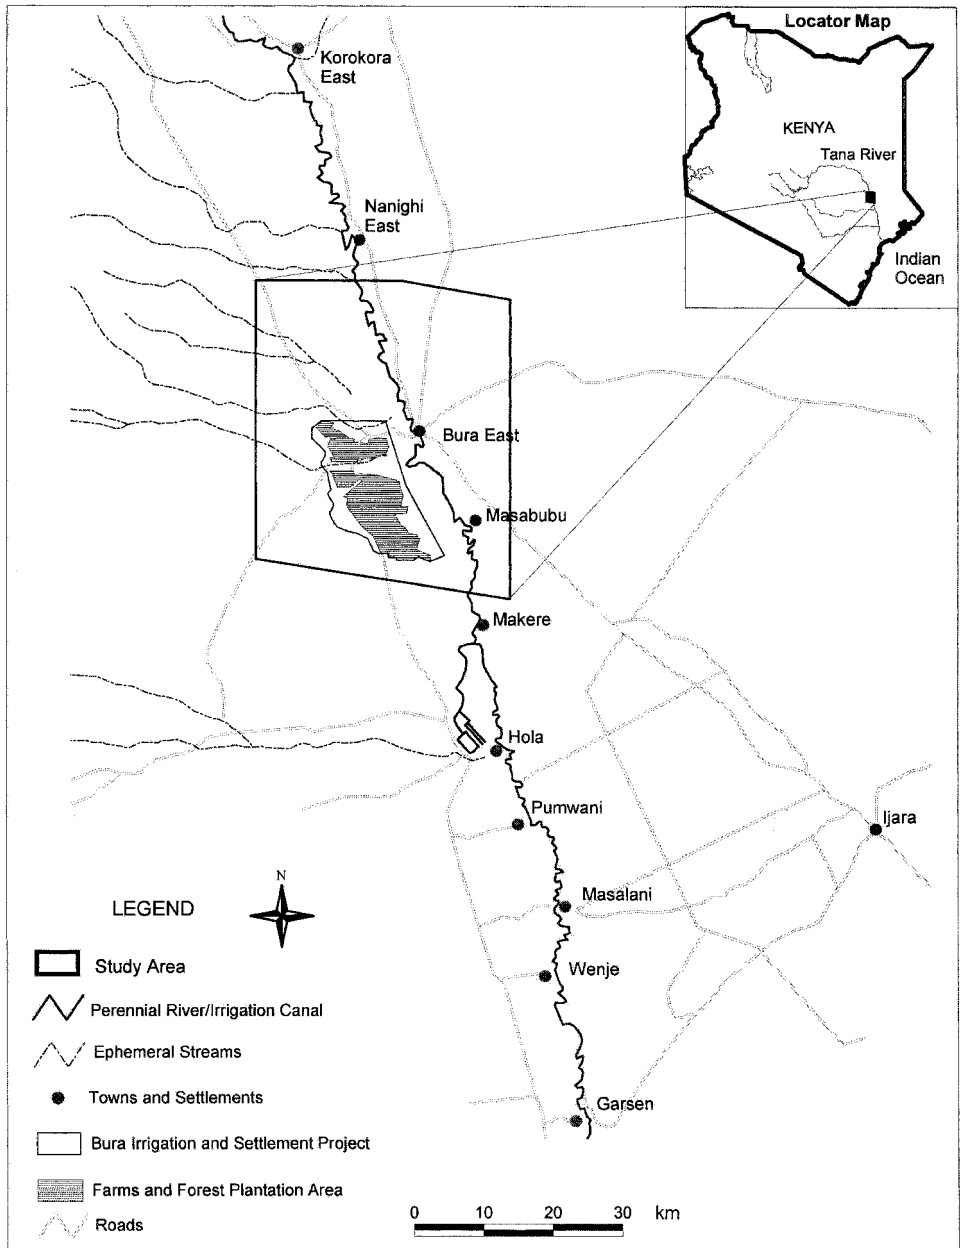 Locator Map
KENYA
Tana River
Indian
Ocean
Korokora
East
Nanighi
East
Bura East
Masabubu
Makere
Hola
Pumwani
Ijara
Masalani
Wenje
Garsen
N
LEGEND
Study Area
Perennial River/Irrigation Canal
Ephemeral Streams
Towns and Settlements
Bura Irrigation and Settlement Project
Farms and Forest Plantation Area
Roads
0 10 20 30 km